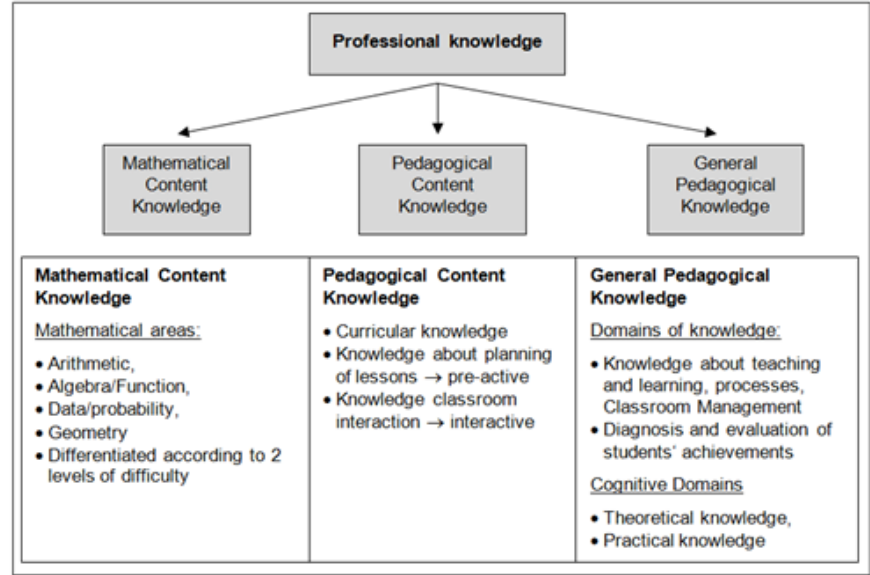 Professional knowledge
Mathematical
Content
Knowledge
Pedagogical
Content
Knowledge
General
Pedagogical
Knowledge
Mathematical Content
Knowledge
Mathematical areas:
• Arithmetic,
• Algebra/Function,
• Data/probability,
• Geometry
• Differentiated according to 2
levels of difficulty
Pedagogical Content
Knowledge
• Curricular knowledge
• Knowledge about planning
of lessons → pre-active
• Knowledge classroom
interaction → interactive
General Pedagogical
Knowledge
Domains of knowledge:
• Knowledge about teaching
and learning, processes,
Classroom Management
• Diagnosis and evaluation of
students‘ achievements
Cognitive Domains
• Theoretical knowledge,
• Practical knowledge